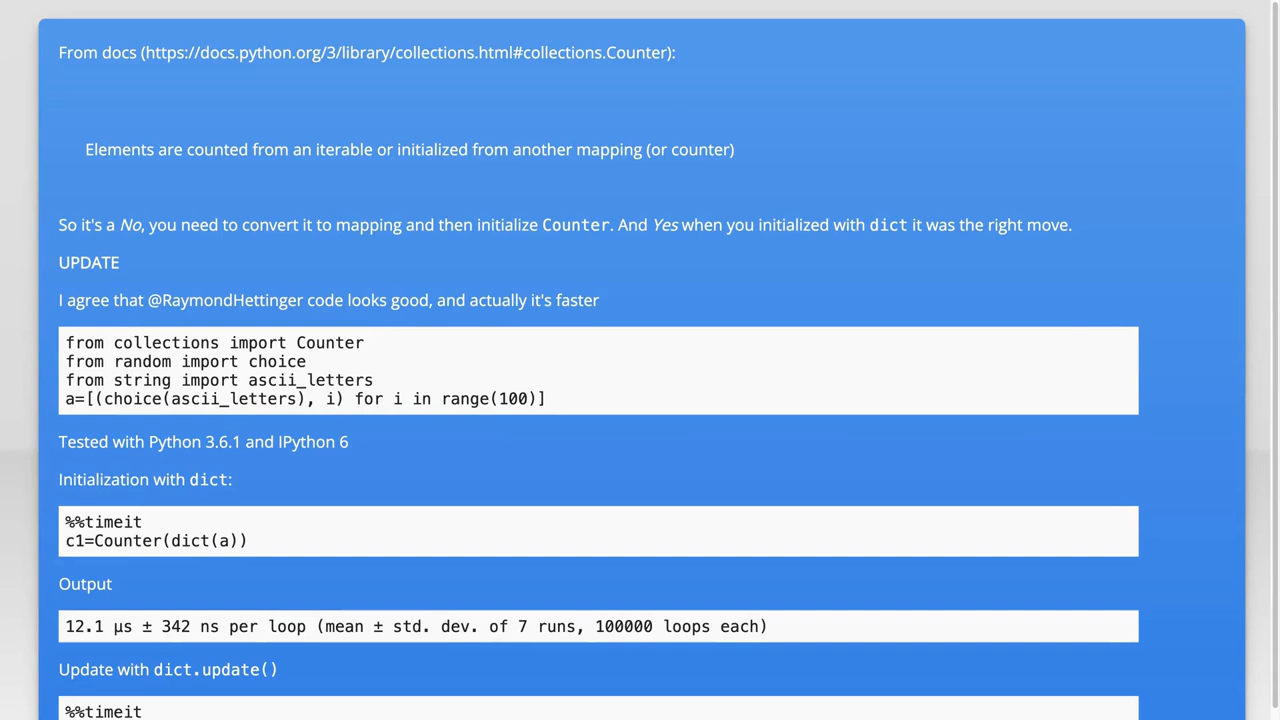 From docs (https://docs.python.org/3/library/collections.html#collections.Counter):
Elements are counted from an iterable or initialized from another mapping (or counter)
So it's a No, you need to convert it to mapping and then initialize Counter. And Yes when you initialized with dict it was the right move.
UPDATE
I agree that @RaymondHettinger code looks good, and actually it's faster
from collections import Counter
from random import choice
from string import ascii_letters
a=[(choice(ascii_letters), i) for i in range(100)]
Tested with Python 3.6.1 and IPython 6
Initialization with dict:
%%timeit
c1=Counter(dict(a))
Output
12.1 µs ± 342 ns per loop (mean ± std. dev. of 7 runs, 100000 loops each)
Update with dict.update()
%%timeit